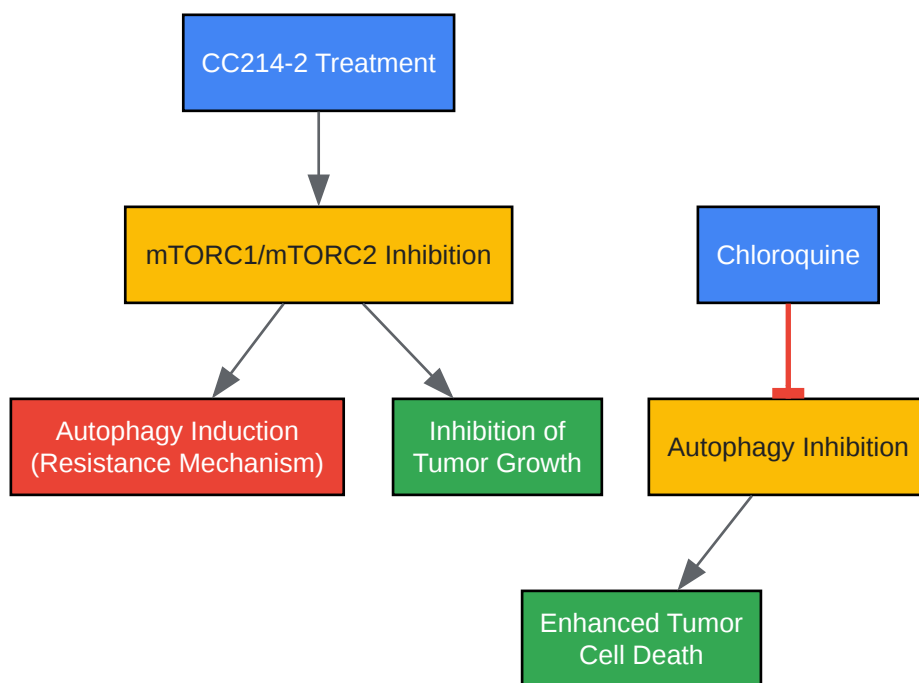 CC214-2 Treatment
mTORC1/mTORC2 Inhibition
Chloroquine
Autophagy Induction
(Resistance Mechanism)
Inhibition of
Tumor Growth
Autophagy Inhibition
Enhanced Tumor
Cell Death